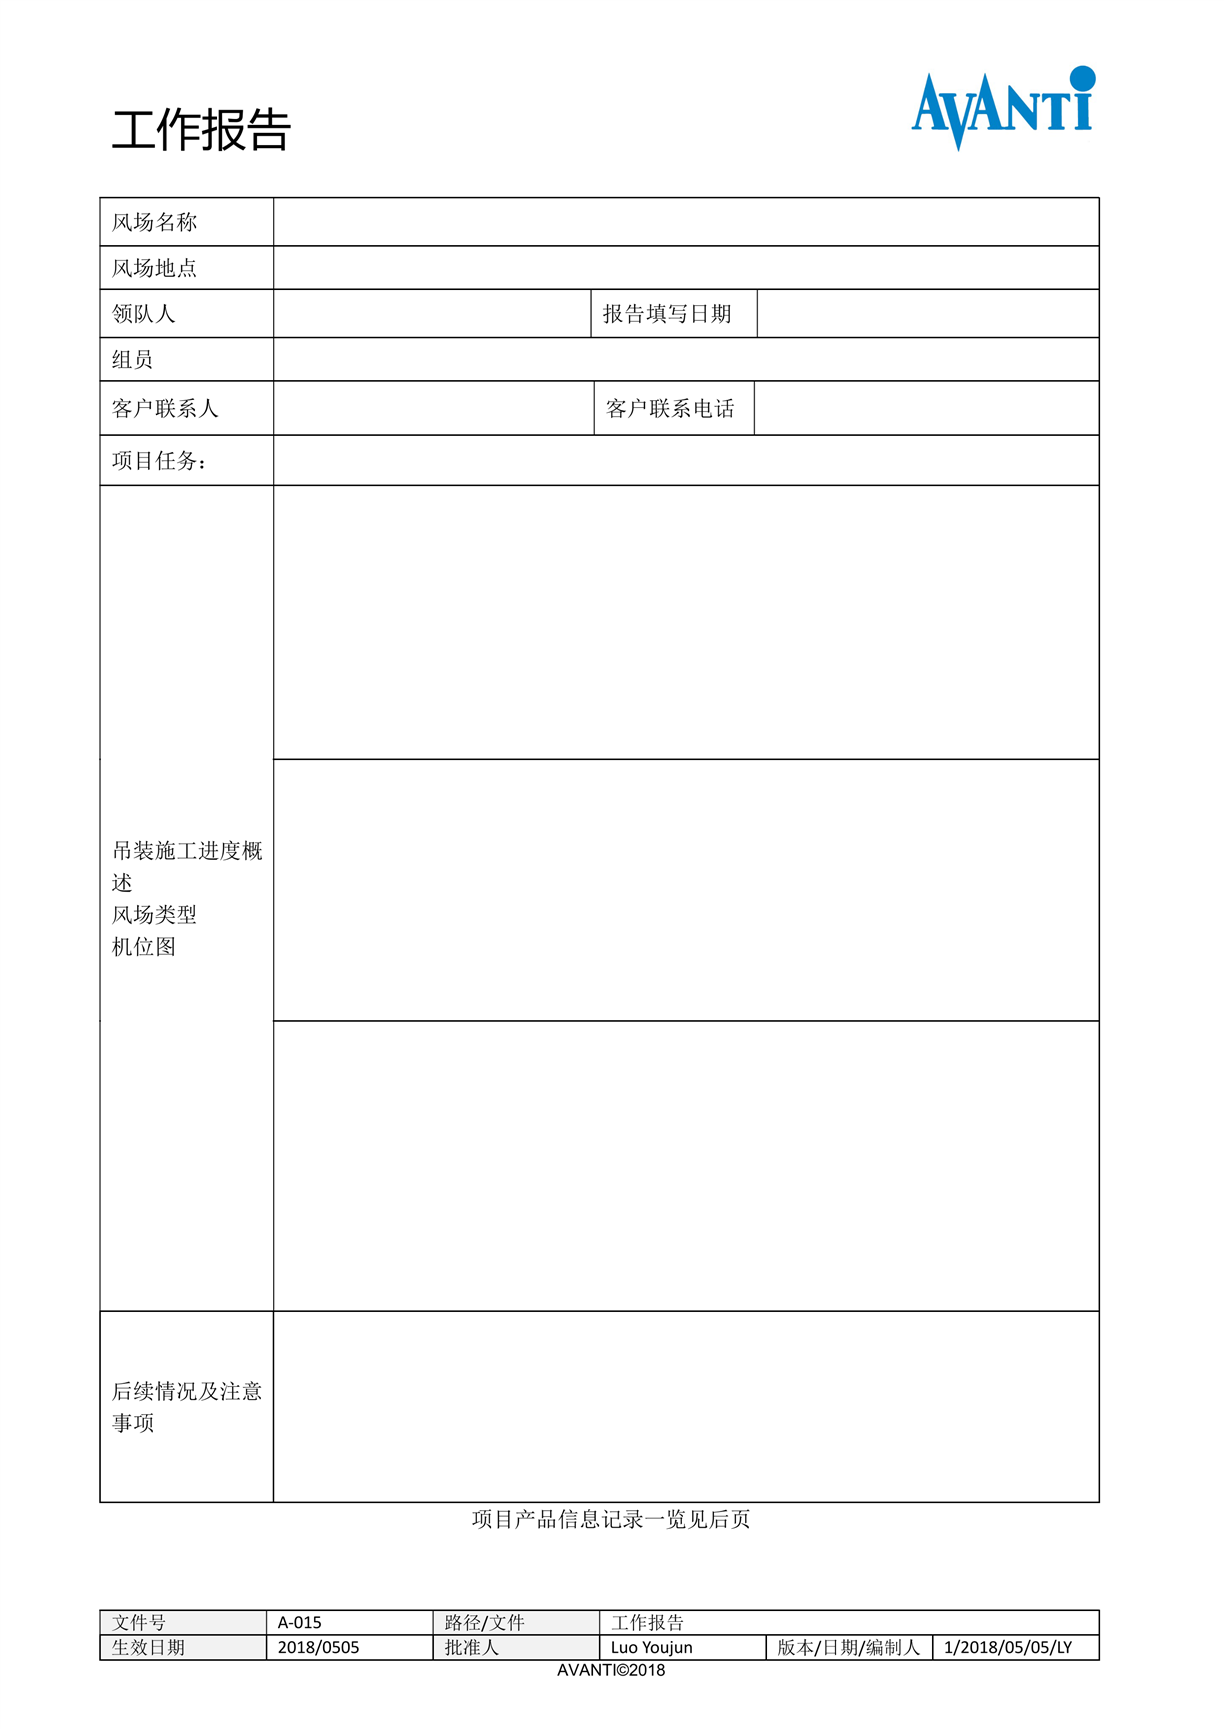 AVANTi
工作报告
风场名称
风场地点
领队人 报告填写日期
组员
客户联系人 客户联系电话
项目任务：
吊装施工进度概
述
风场类型
机位图
后续情况及注意
事项
项目产品信息记录一览见后页
文件号 A-015 路径/文件 工作报告
生效日期 2018/0505 批准人 Luo Youjun 版本/日期/编制人 1/2018/05/05/LY
AVANTI©2018